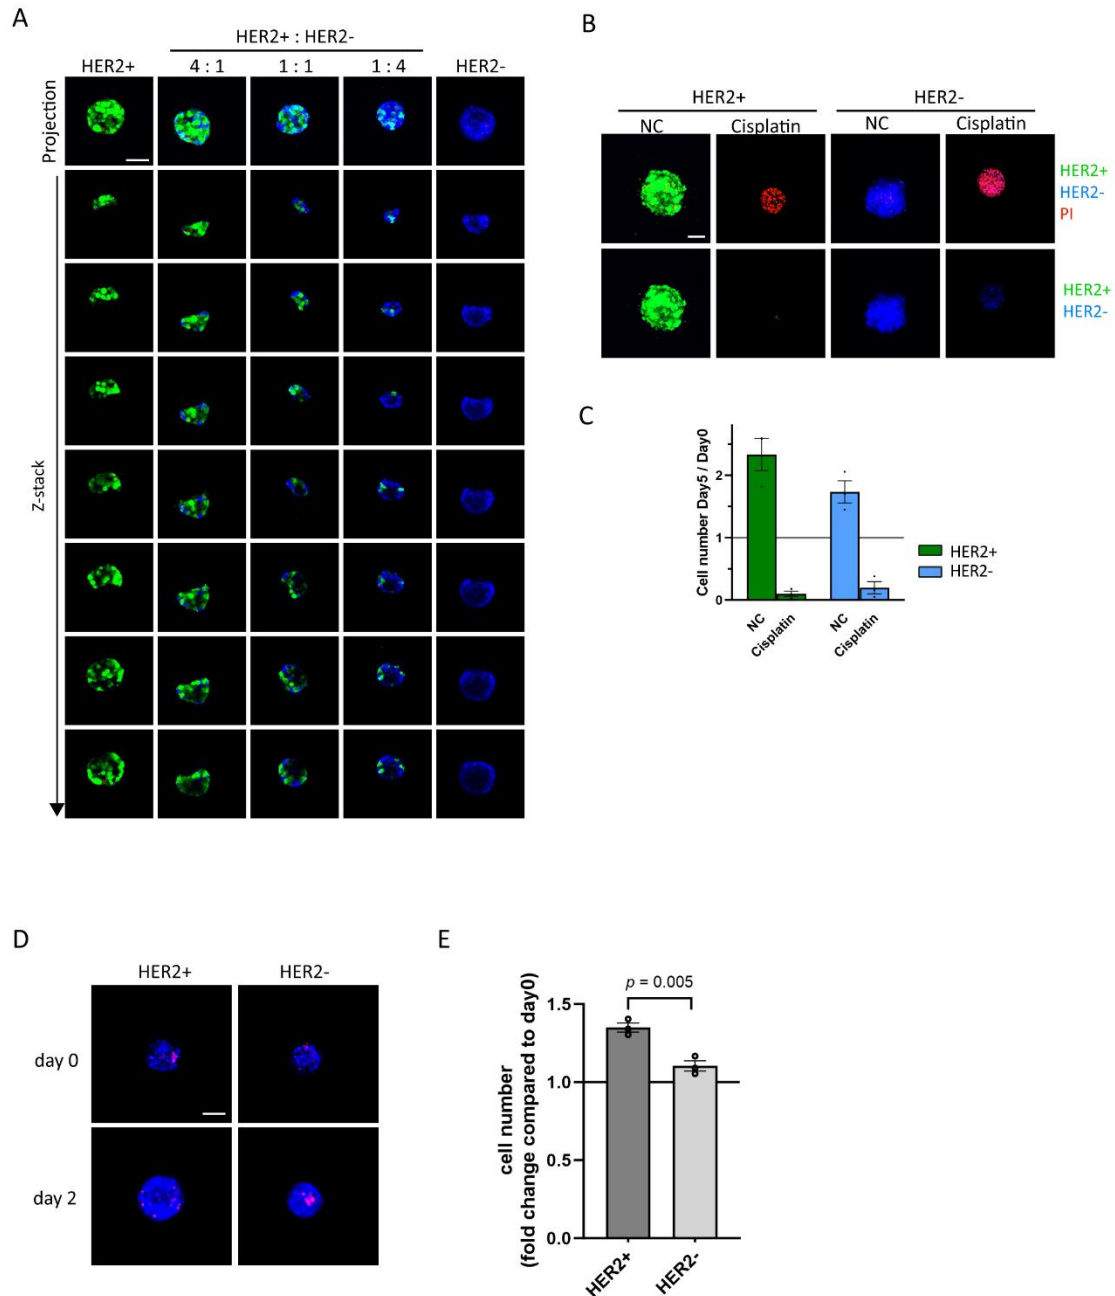 A
HER2+ : HER2-
HER2+ 4 : 1 1 : 1 1 : 4 HER2-
Projection
Z-stack
B
HER2+ HER2-
NC Cisplatin NC Cisplatin
HER2+
HER2-
PI
HER2+
HER2-
C
Cell number Day5 / Day0
2
1
0
NC Cisplatin NC Cisplatin
HER2+
HER2-
D
HER2+ HER2-
day 0
day 2
E
p = 0.005
cell number
(fold change compared to day0)
1.5
1.0
0.5
0.0
HER2+ HER2-